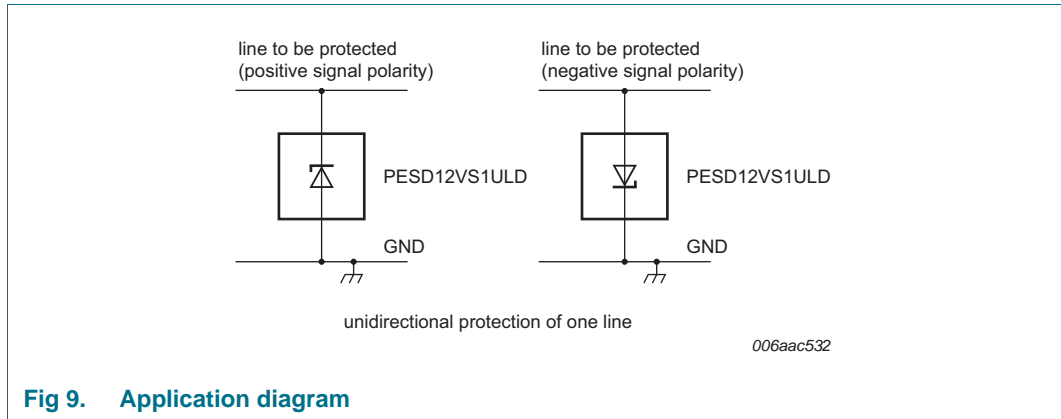 line to be protected
(positive signal polarity)
line to be protected
(negative signal polarity)
PESD12VS1ULD
PESD12VS1ULD
GND
GND
unidirectional protection of one line
006aac532
Fig 9. Application diagram